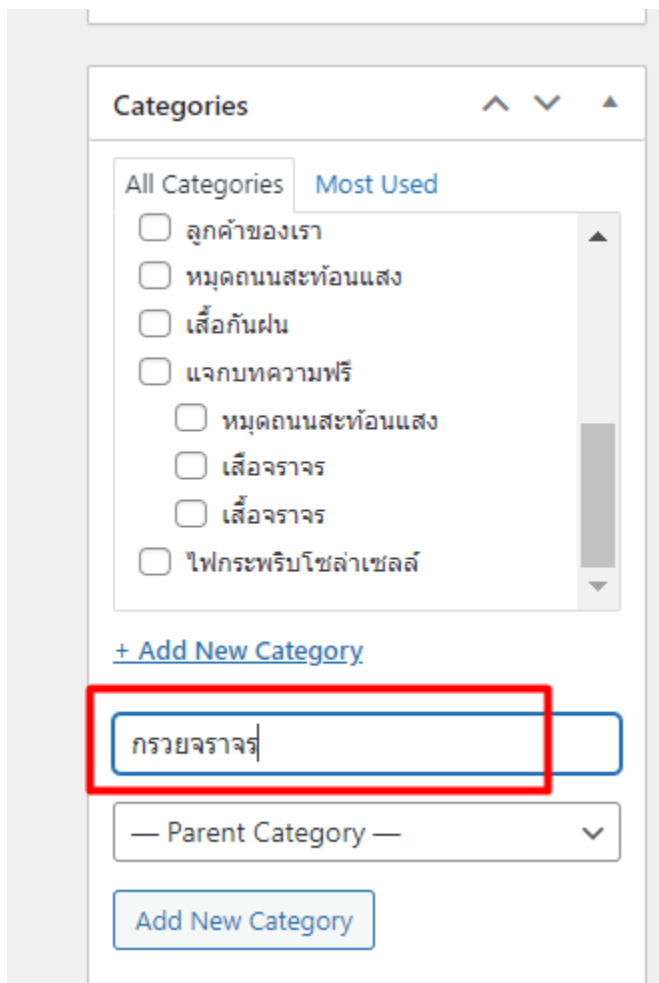 Categories
All Categories Most Used
ลูกค้าของเรา
หมุดถนนสะท้อนแสง
เสื้อกันฝน
แจกบทความฟรี
หมุดถนนสะท้อนแสง
เสือจราจร
เสื้อจราจร
ไฟกระพริบโซล่าเซลล์
+ Add New Category
กรวยจราจร
— Parent Category —
Add New Category